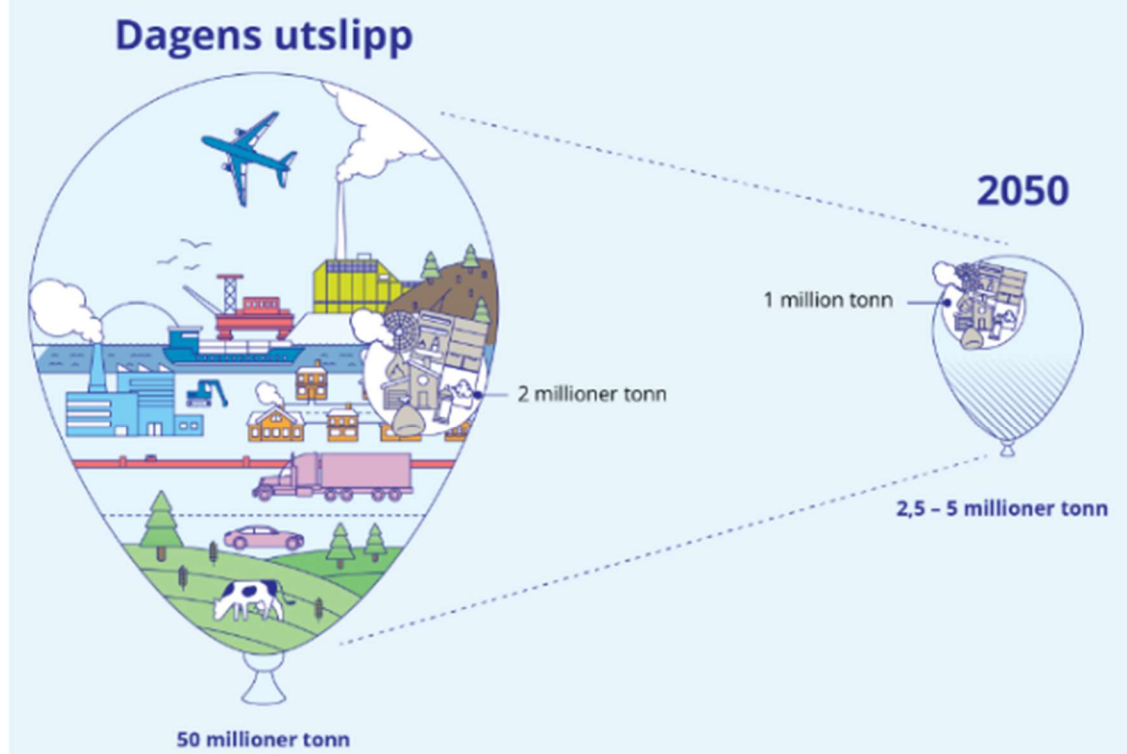 Dagens utslipp
2050
1 million tonn
2 millioner tonn
2,5 – 5 millioner tonn
50 millioner tonn